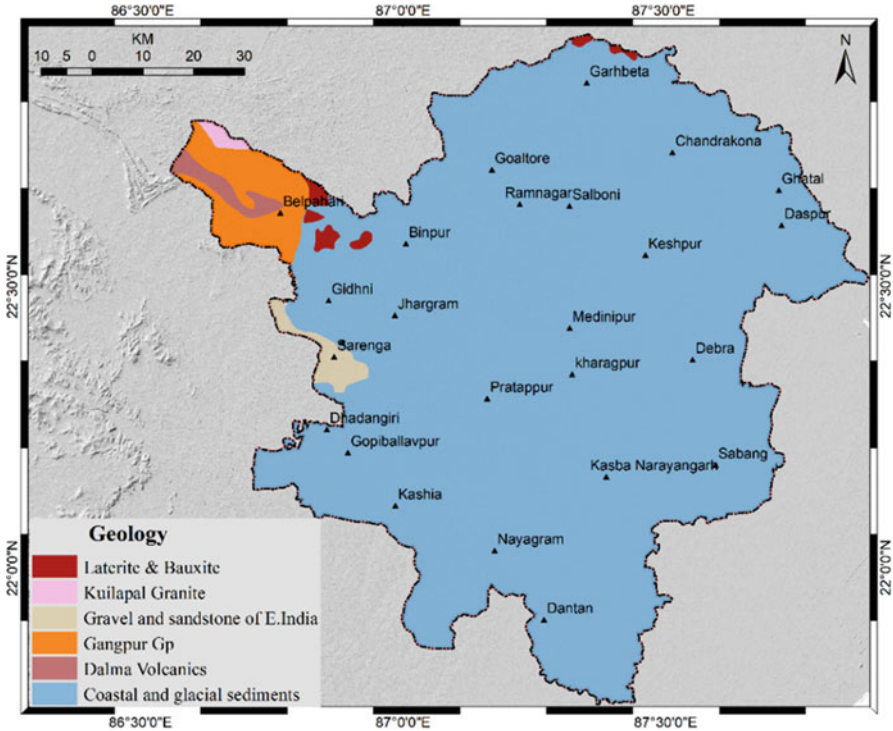 86°30'0"E 87°0'0"E 87°30'0"E
KM
10 5 0 10 20 30
N
Garhbeta
Chandrakona
Goaltore
Ghatal
Belpahari
Ramnagar Salboni
Daspur
Binpur
Keshpur
22°30'0"N 22°30'0"N
Gidhni
Jhargram
Medinipur
Sarenga
Debra
kharagpur
Pratappur
Dhadangiri
Gopiballavpur
Sabang
Kasba Narayangarh
Kashia
Geology
Nayagram
22°0'0"N 22°0'0"N
Laterite & Bauxite
Kuilapal Granite
Dantan
Gravel and sandstone of E.India
Gangpur Gp
Dalma Volcanics
Coastal and glacial sediments
86°30'0"E 87°0'0"E 87°30'0"E